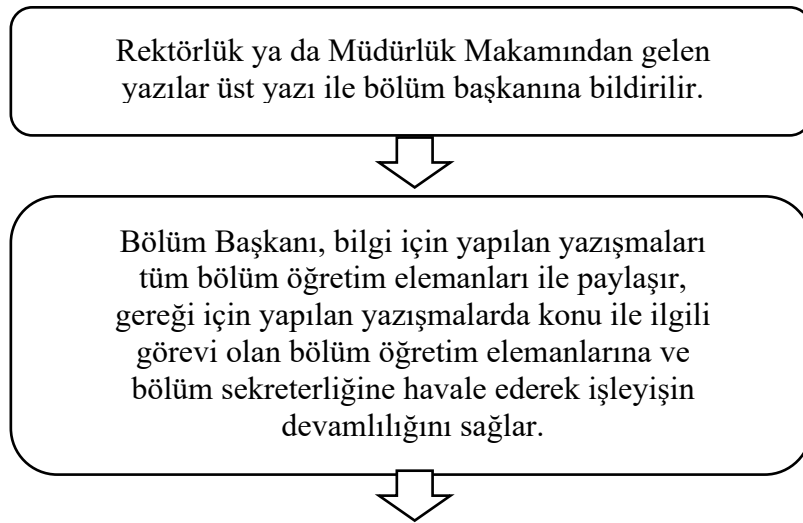 Rektörlük ya da Müdürlük Makamından gelen
yazılar üst yazı ile bölüm başkanına bildirilir.
Bölüm Başkanı, bilgi için yapılan yazışmaları
tüm bölüm öğretim elemanları ile paylaşır,
gereği için yapılan yazışmalarda konu ile ilgili
görevi olan bölüm öğretim elemanlarına ve
bölüm sekreterliğine havale ederek işleyişin
devamlılığını sağlar.